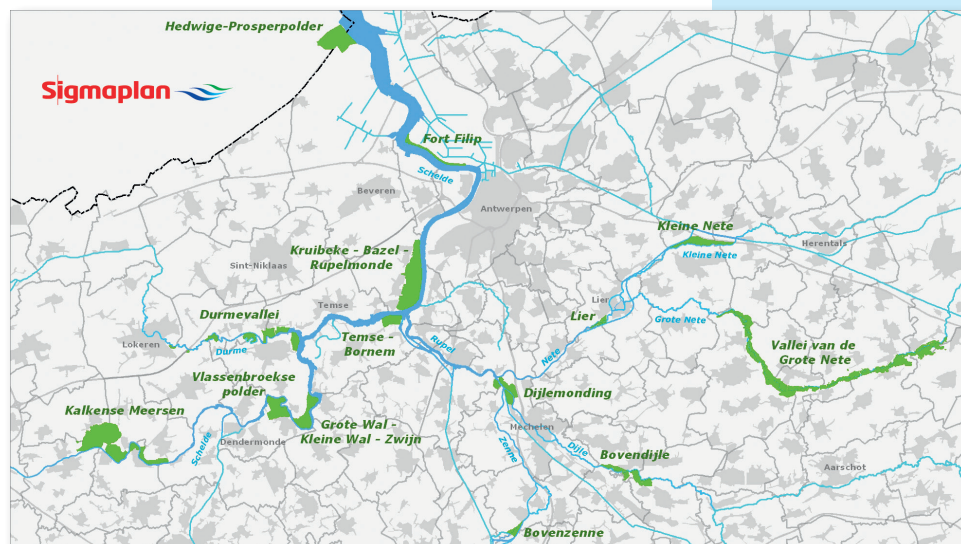 Hedwige-Prosperpolder
Sigmaplan
Fort Filip
Schelde
Beveren
Antwerpen
Kleine Nete
Herentals
Kleine Nete
Kruibeke - Bazel -
Rupelmonde
Sint-Niklaas
Temse
Lier
Lier
Grote Nete
Durmevallei
Durme
Lokeren
Temse -
Bornem
Rupel
Nete
Vallei van de
Grote Nete
Vlassenbroekse
polder
Dijlemonding
Kalkense Meersen
Grote Wal -
Kleine Wal - Zwijn
Schelde
Dendermonde
Mechelen
Zenne
Dijle
Bovendijle
Aarschot
Bovenzenne